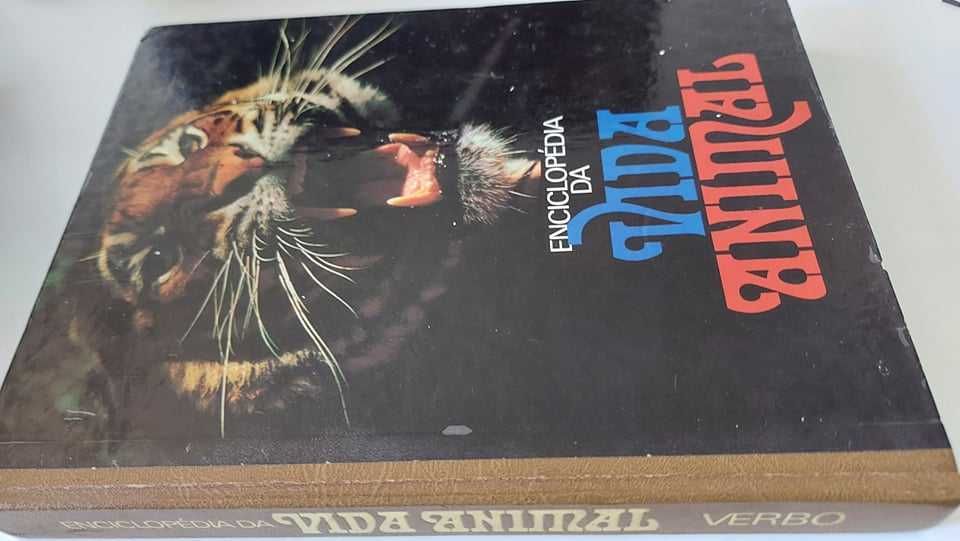 ENCICLOPÉDIA
DA
VIDA
ANIMAL
ENCICLOPÉDIA DA VIDA ANIMAL VERBO